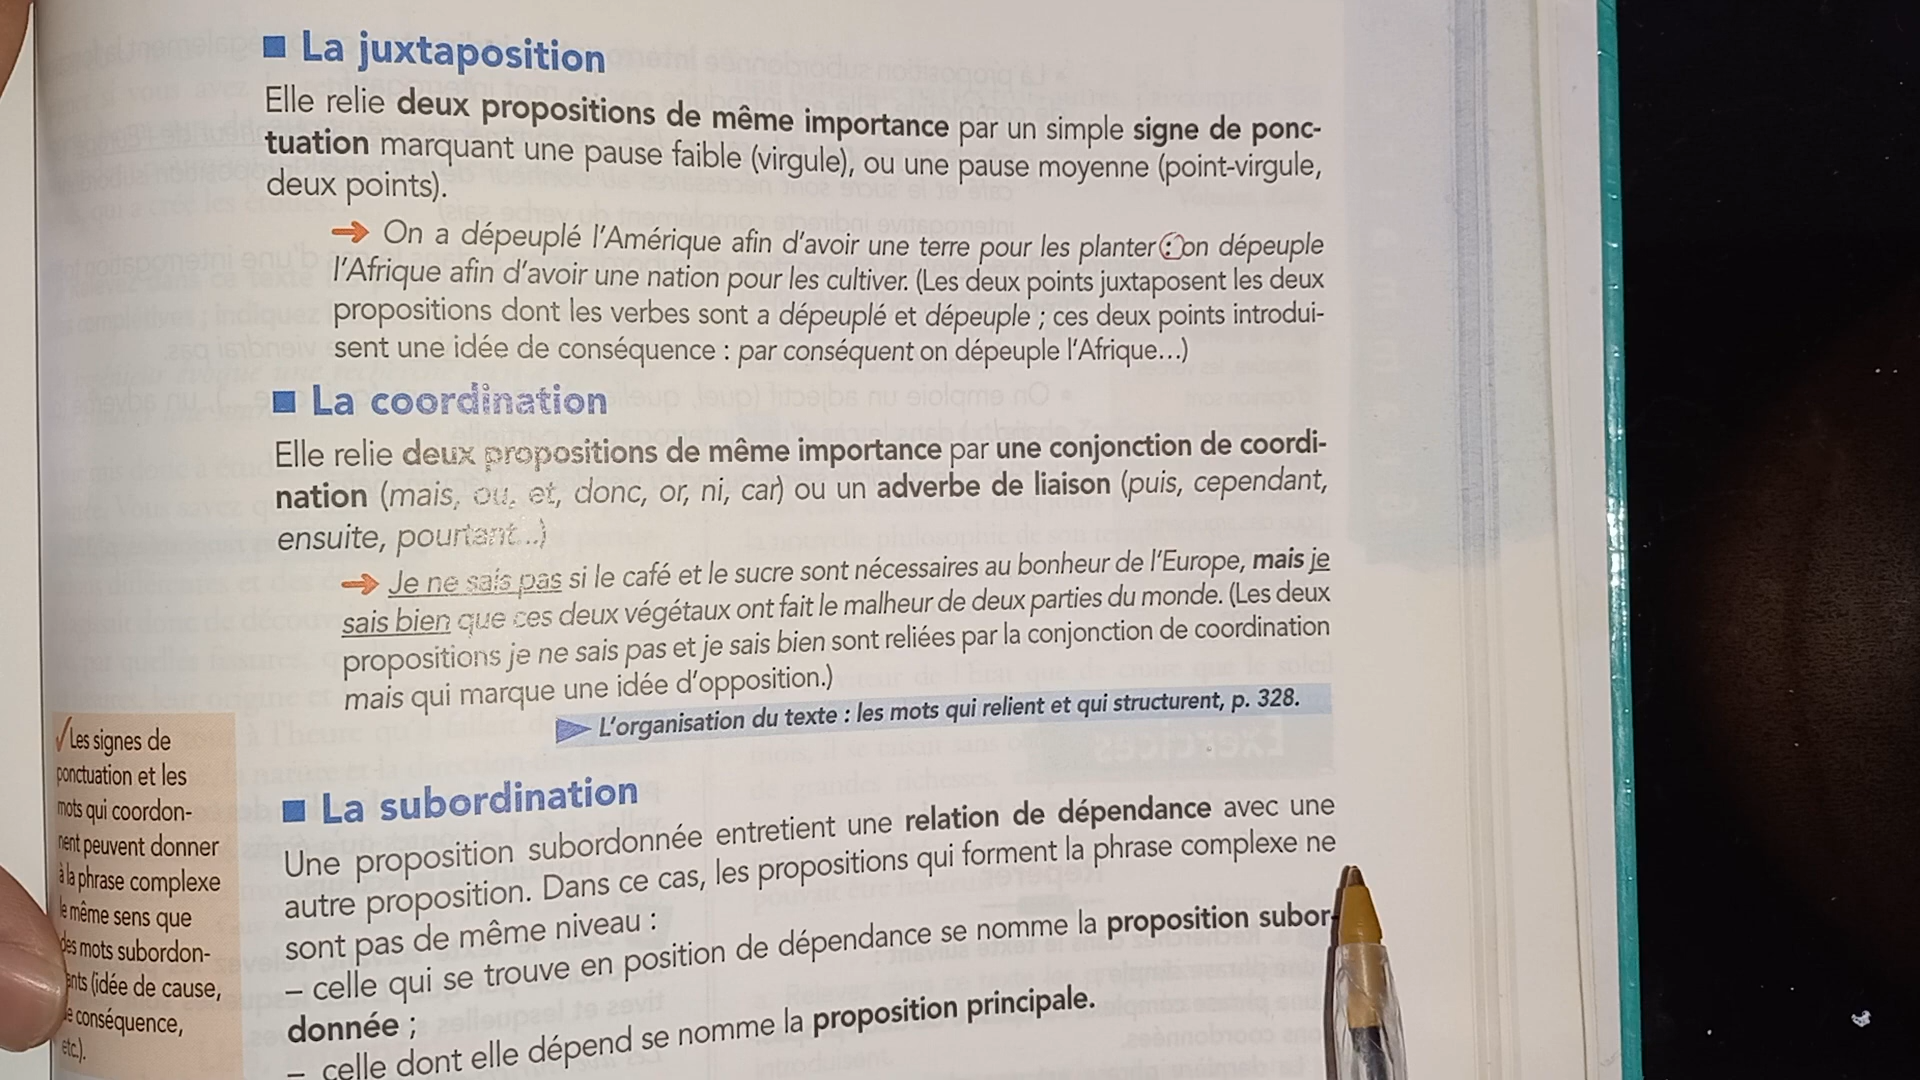 La juxtaposition
Elle relie deux propositions de même importance par un simple signe de ponc-
tuation marquant une pause faible (virgule), ou une pause moyenne (point-virgule,
deux points).
→ On a dépeuplé l'Amérique afin d'avoir une terre pour les planter : on dépeuple
l'Afrique afin d'avoir une nation pour les cultiver. (Les deux points juxtaposent les deux
propositions dont les verbes sont a dépeuplé et dépeuple ; ces deux points introdui-
sent une idée de conséquence : par conséquent on dépeuple l'Afrique...)
La coordination
Elle relie deux propositions de même importance par une conjonction de coordi-
nation (mais, ou, et, donc, or, ni, car) ou un adverbe de liaison (puis, cependant,
ensuite, pourtant...)
→ Je ne sais pas si le café et le sucre sont nécessaires au bonheur de l'Europe, mais je
sais bien que ces deux végétaux ont fait le malheur de deux parties du monde. (Les deux
propositions je ne sais pas et je sais bien sont reliées par la conjonction de coordination
mais qui marque une idée d'opposition.)
L'organisation du texte : les mots qui relient et qui structurent, p. 328.
La subordination
Une proposition subordonnée entretient une relation de dépendance avec une
autre proposition. Dans ce cas, les propositions qui forment la phrase complexe ne
sont pas de même niveau :
– celle qui se trouve en position de dépendance se nomme la proposition subor-
donnée ;
– celle dont elle dépend se nomme la proposition principale.
Les signes de
ponctuation et les
mots qui coordon-
nent peuvent donner
à la phrase complexe
le même sens que
des mots subordon-
nants (idée de cause,
de conséquence,
etc.).